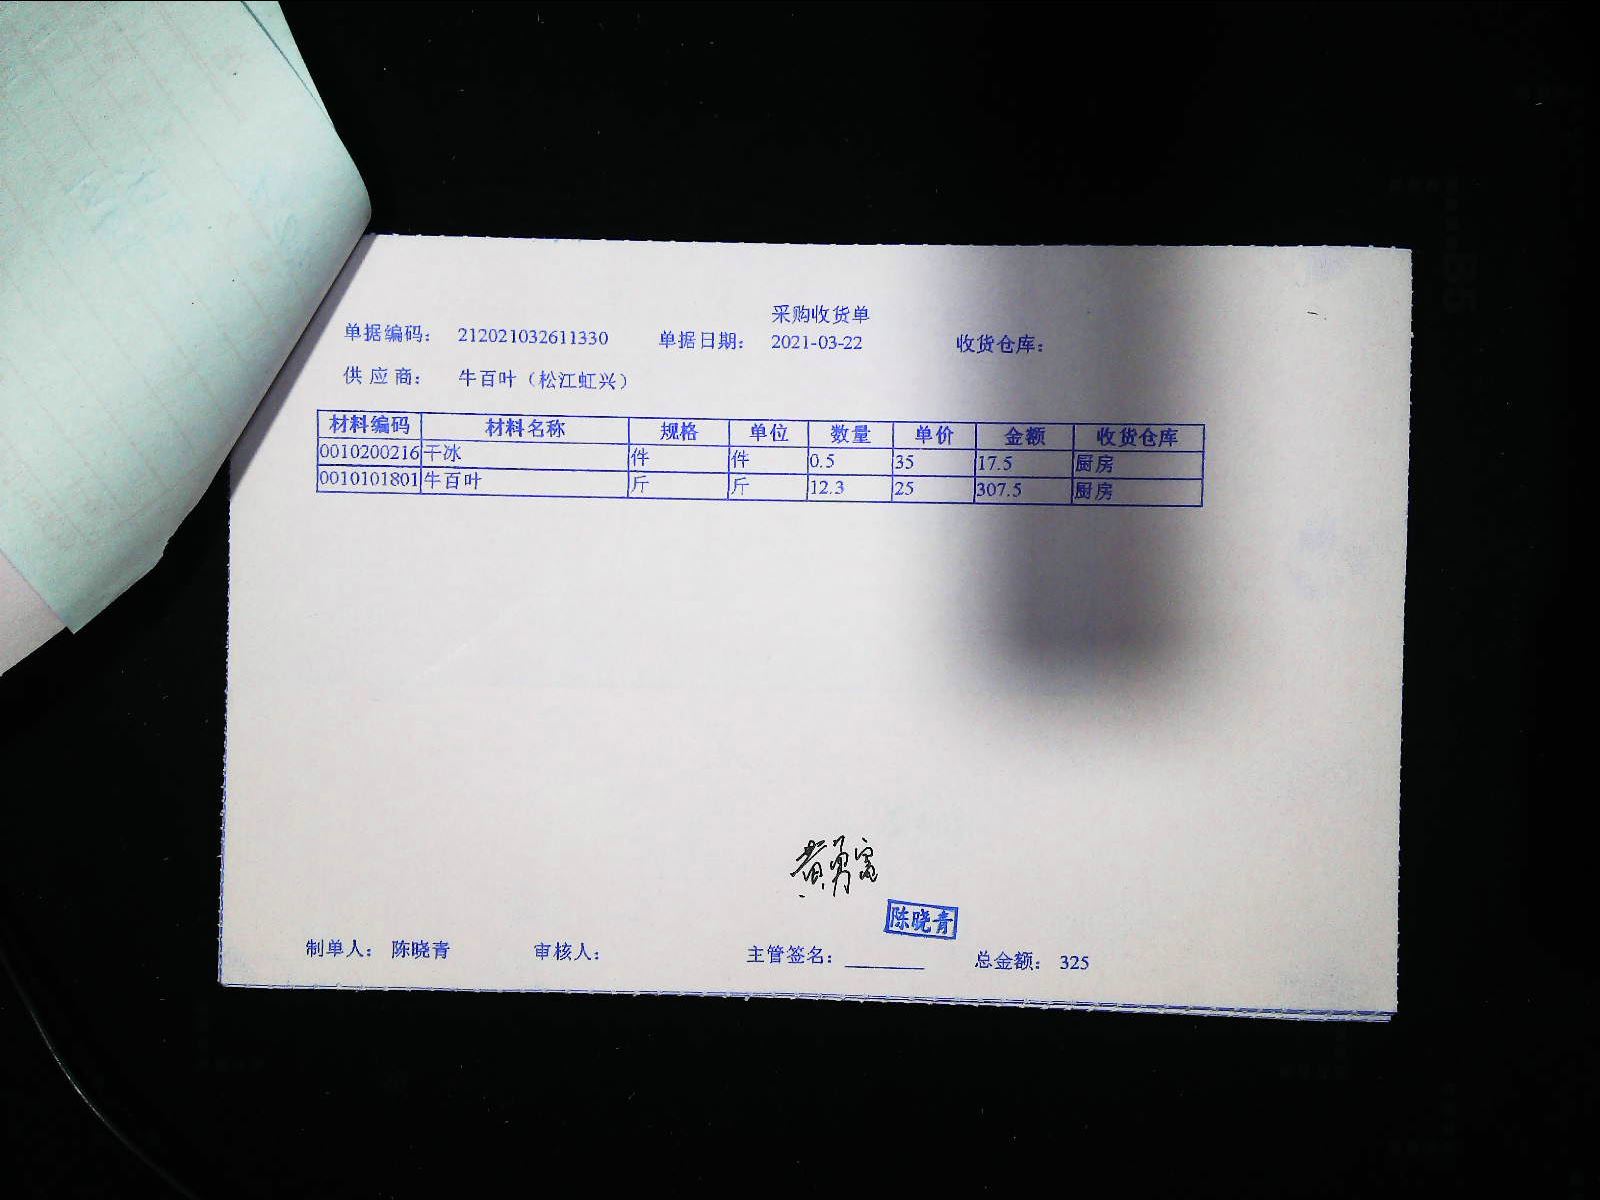 采购收货单
单据编码： 212021032611330 单据日期： 2021-03-22 收货仓库：
供 应 商： 牛百叶（松江虹兴）
材料编码 材料名称 规格 单位 数量 单价 金额 收货仓库
0010200216 干冰 件 件 0.5 35 17.5 厨房
0010101801 牛百叶 斤 斤 12.3 25 307.5 厨房
黄勇富
陈晓青
制单人： 陈晓青 审核人： 主管签名：________ 总金额： 325